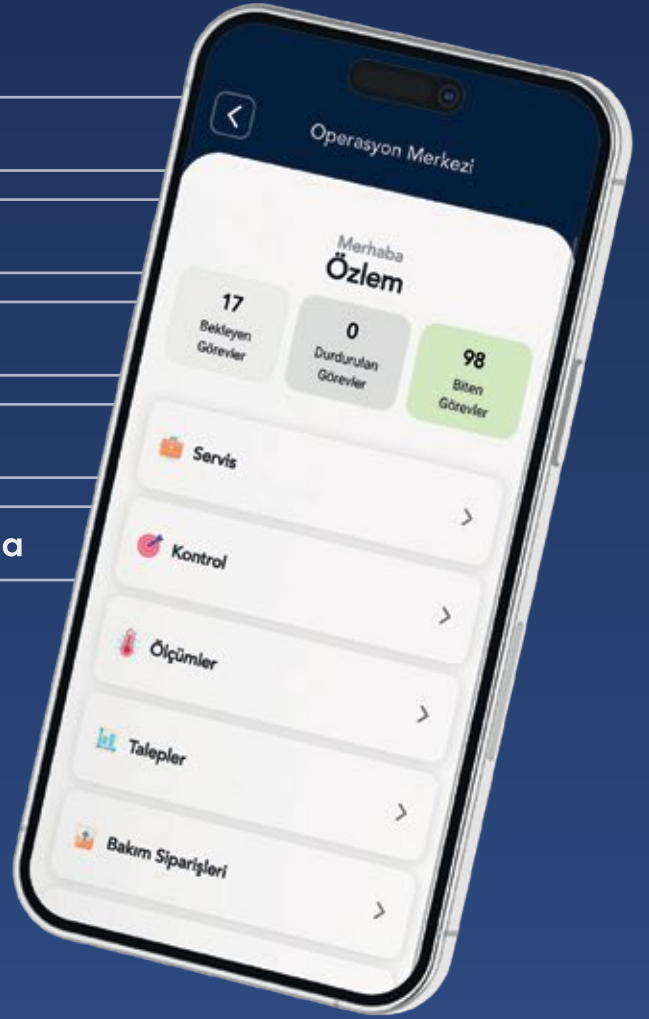 Operasyon Merkezi
Merhaba
Özlem
17
Bekleyen
Görevler
0
Durdurulan
Görevler
98
Biten
Görevler
Servis
Kontrol
a
Ölçümler
Talepler
Bakım Siparişleri